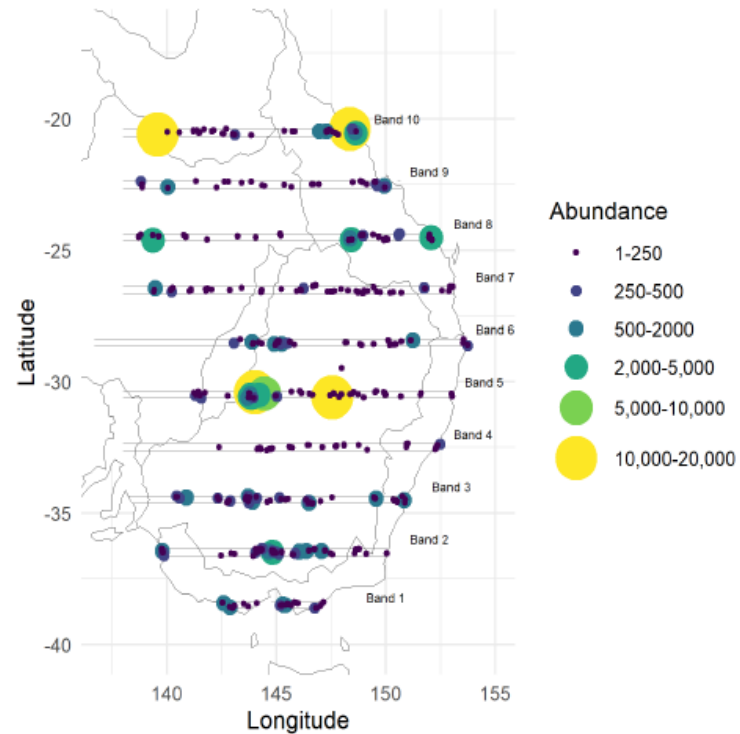 -20
-25
-30
-35
-40
Latitude
Band 10
Band 9
Band 8
Band 7
Band 6
Band 5
Band 4
Band 3
Band 2
Band 1
140 145 150 155
Longitude
Abundance
1-250
250-500
500-2000
2,000-5,000
5,000-10,000
10,000-20,000